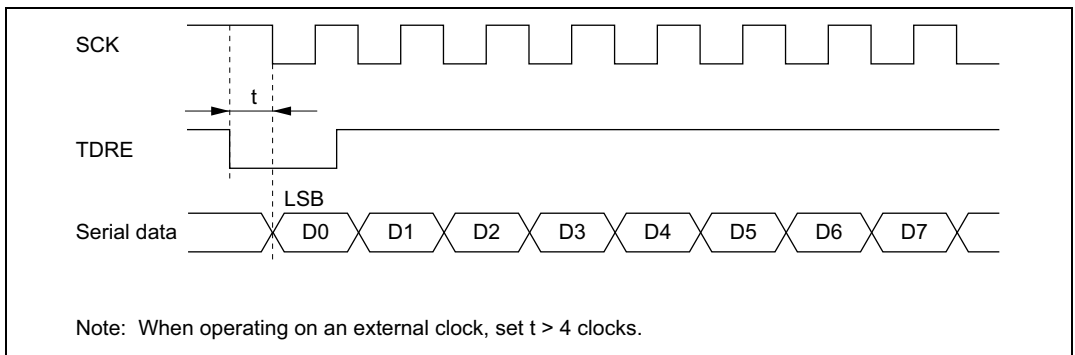 SCK
t
TDRE
LSB
Serial data D0 D1 D2 D3 D4 D5 D6 D7
Note: When operating on an external clock, set t > 4 clocks.